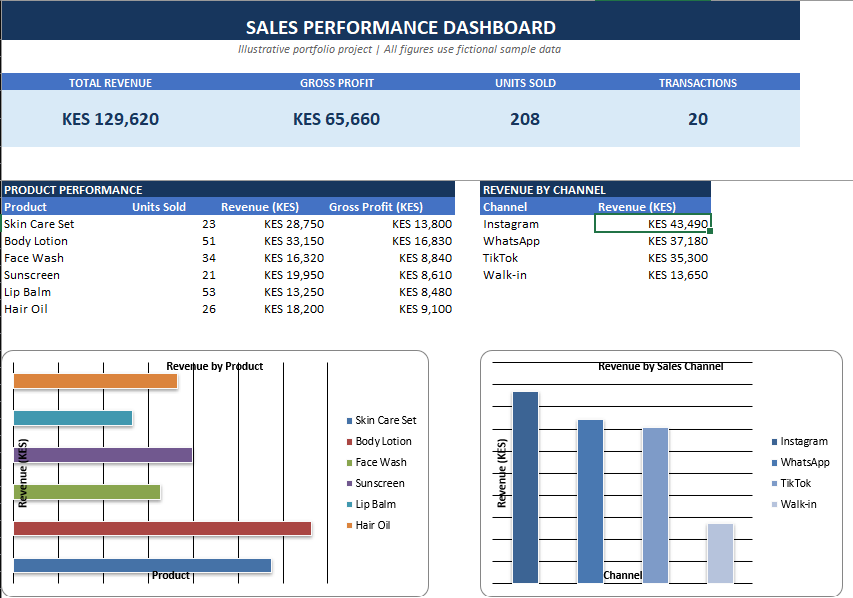 SALES PERFORMANCE DASHBOARD
Illustrative portfolio project | All figures use fictional sample data
TOTAL REVENUE GROSS PROFIT UNITS SOLD TRANSACTIONS
KES 129,620 KES 65,660 208 20
PRODUCT PERFORMANCE
Product Units Sold Revenue (KES) Gross Profit (KES)
Skin Care Set 23 KES 28,750 KES 13,800
Body Lotion 51 KES 33,150 KES 16,830
Face Wash 34 KES 16,320 KES 8,840
Sunscreen 21 KES 19,950 KES 8,610
Lip Balm 53 KES 13,250 KES 8,480
Hair Oil 26 KES 18,200 KES 9,100
REVENUE BY CHANNEL
Channel Revenue (KES)
Instagram KES 43,490
WhatsApp KES 37,180
TikTok KES 35,300
Walk-in KES 13,650
Revenue by Product
Revenue (KES)
Product
Skin Care Set
Body Lotion
Face Wash
Sunscreen
Lip Balm
Hair Oil
Revenue by Sales Channel
Revenue (KES)
Channel
Instagram
WhatsApp
TikTok
Walk-in